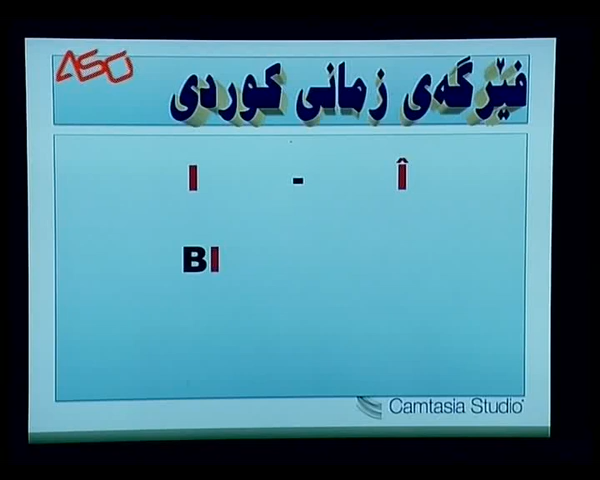 ASO
فێرگەی زمانی کوردی
I - Î
BI
Camtasia Studio